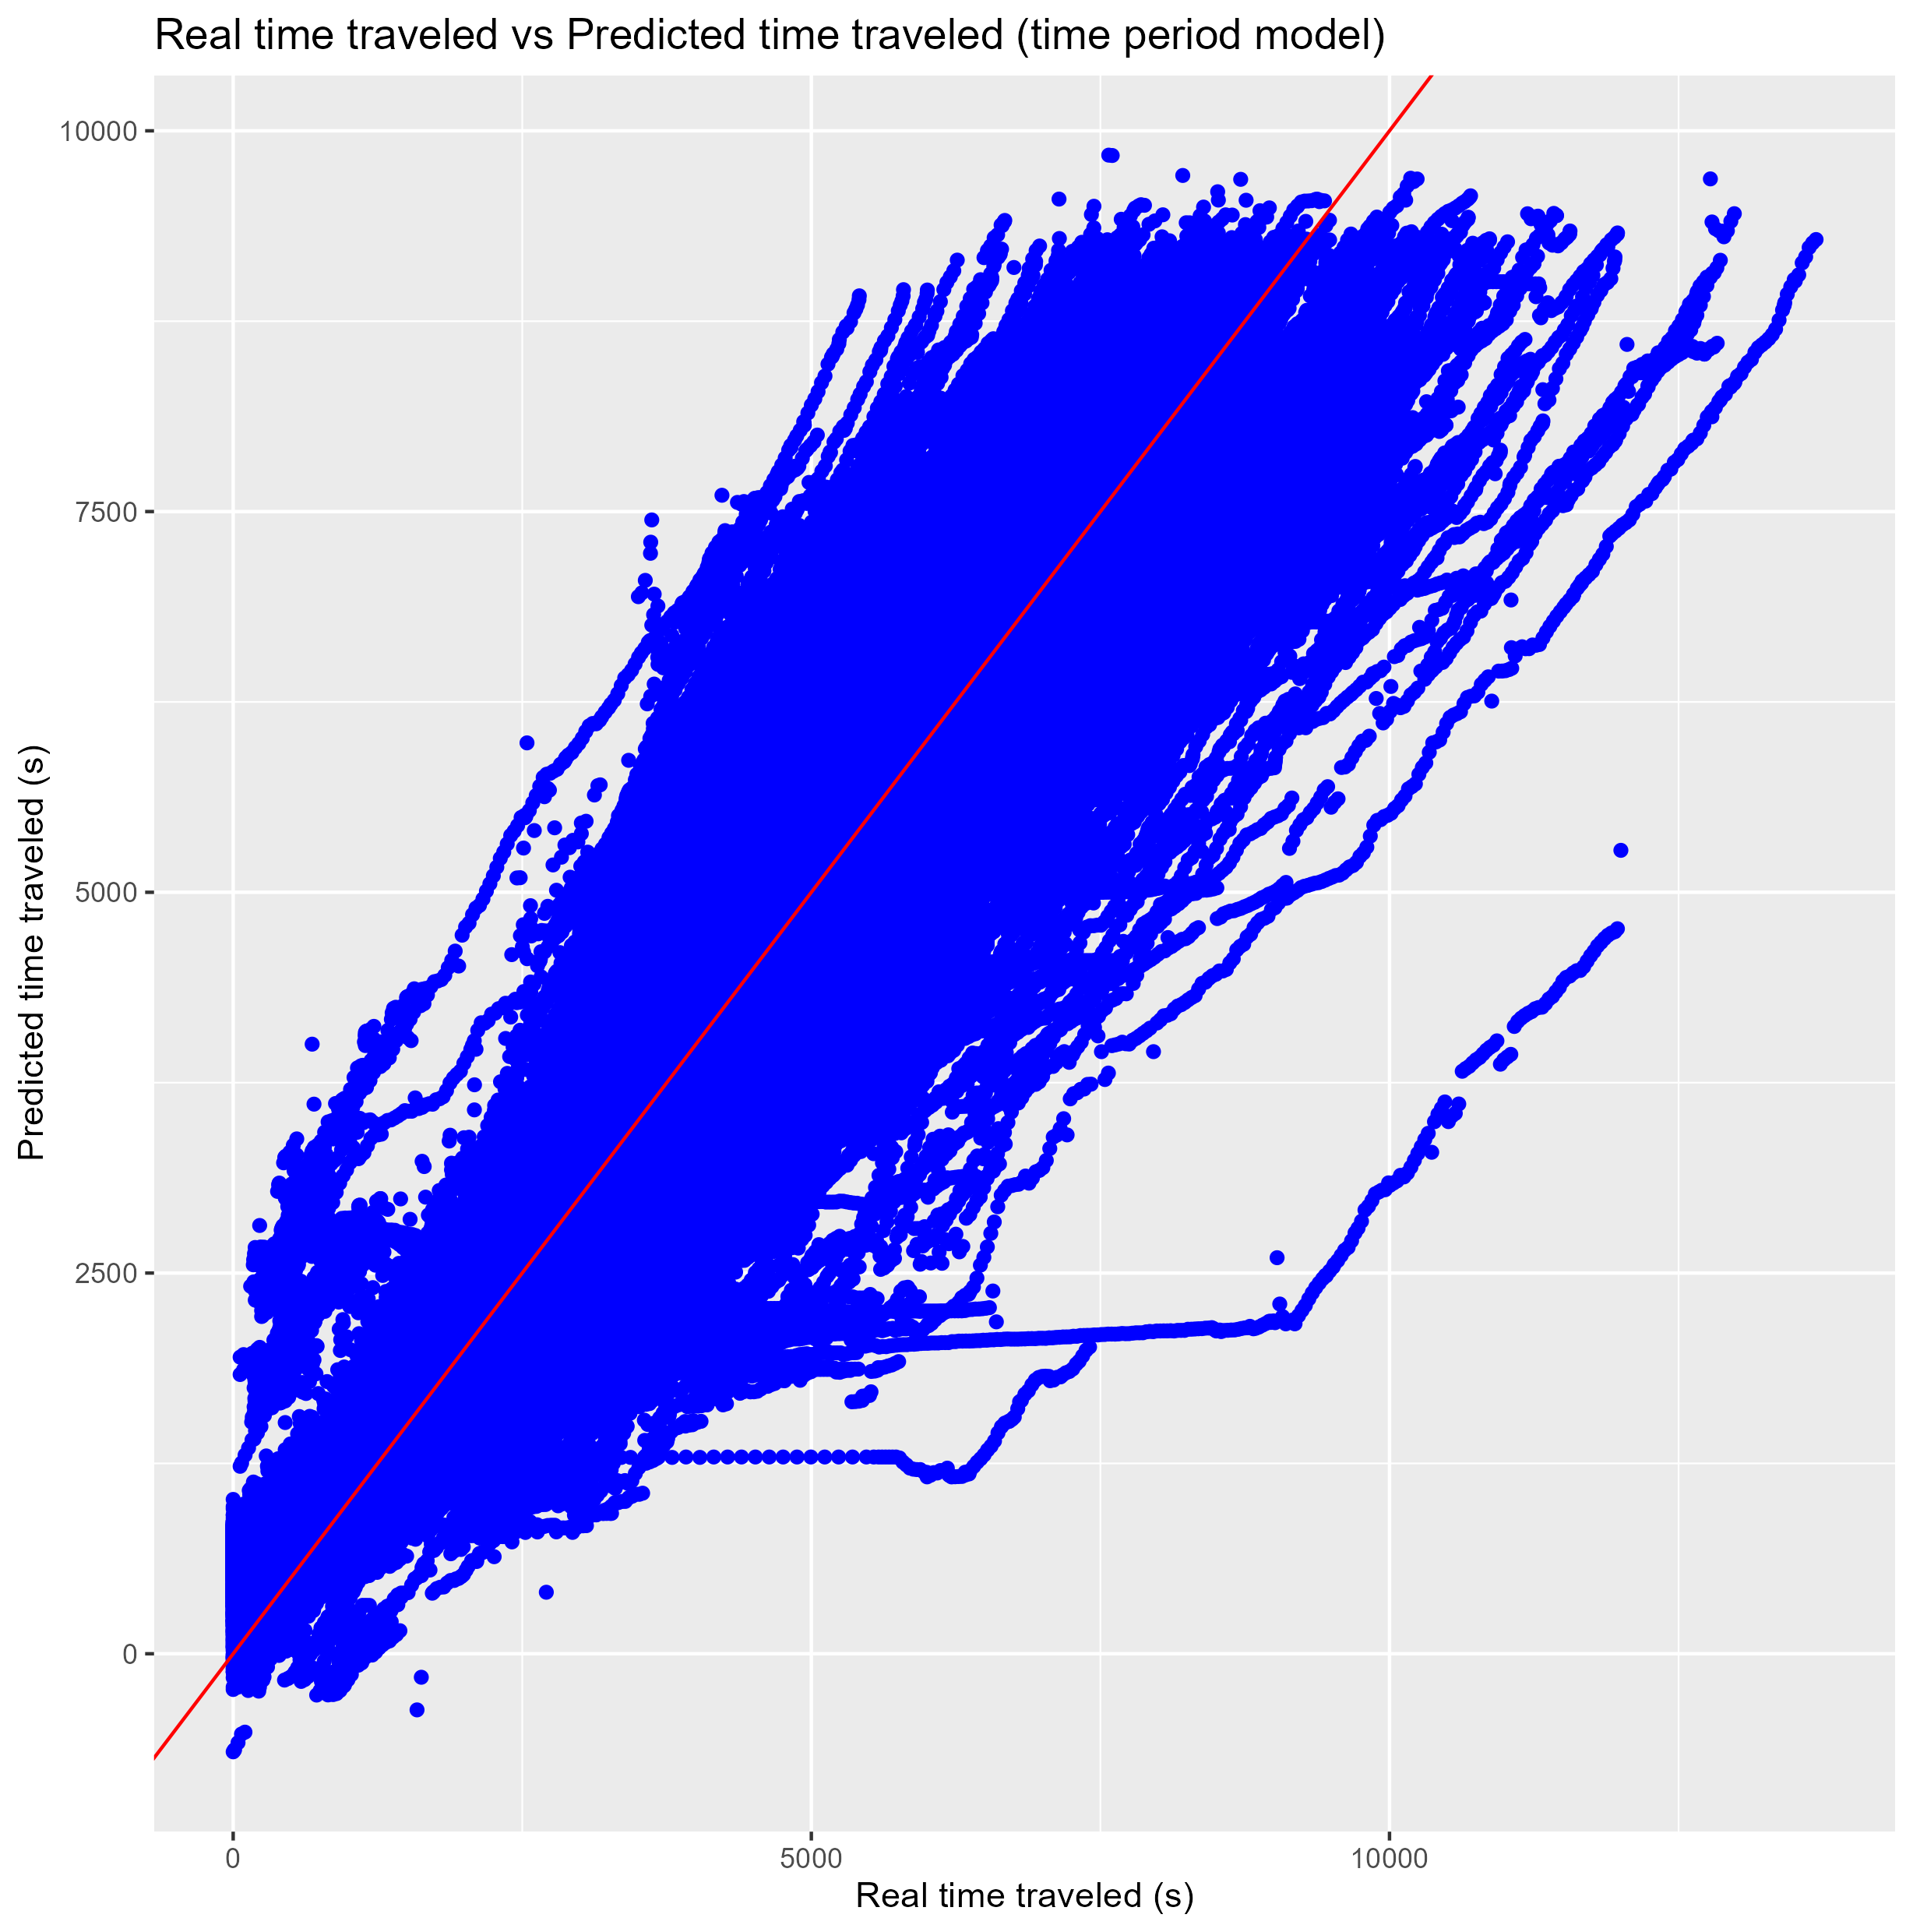 Real time traveled vs Predicted time traveled (time period model)
10000
7500
5000
2500
0
Predicted time traveled (s)
0 5000 10000
Real time traveled (s)